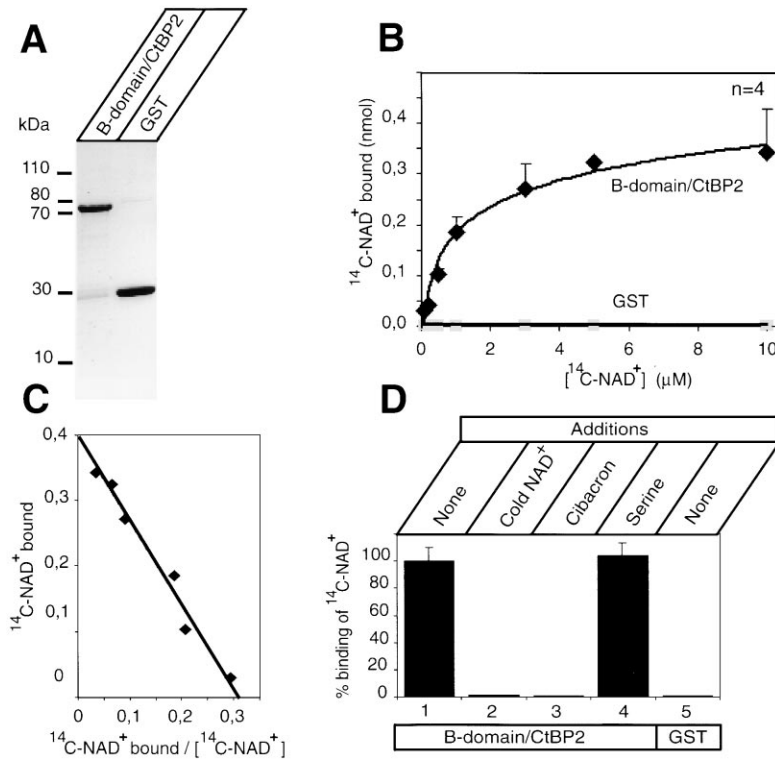 A
B-domain/CtBP2
GST
kDa
110
80
70
30
10
B
n=4
0,4
0,3
0,2
0,1
0,0
¹⁴C-NAD⁺ bound (nmol)
B-domain/CtBP2
GST
0
2
4
6
8
10
[¹⁴C-NAD⁺] (μM)
C
0,4
0,3
0,1
0
¹⁴C-NAD⁺ bound
0
0,1
0,2
0,3
¹⁴C-NAD⁺ bound / [¹⁴C-NAD⁺]
D
Additions
None
Cold NAD⁺
Cibacron
Serine
None
100
80
60
40
20
0
% binding of ¹⁴C-NAD⁺
1
2
3
4
5
B-domain/CtBP2
GST